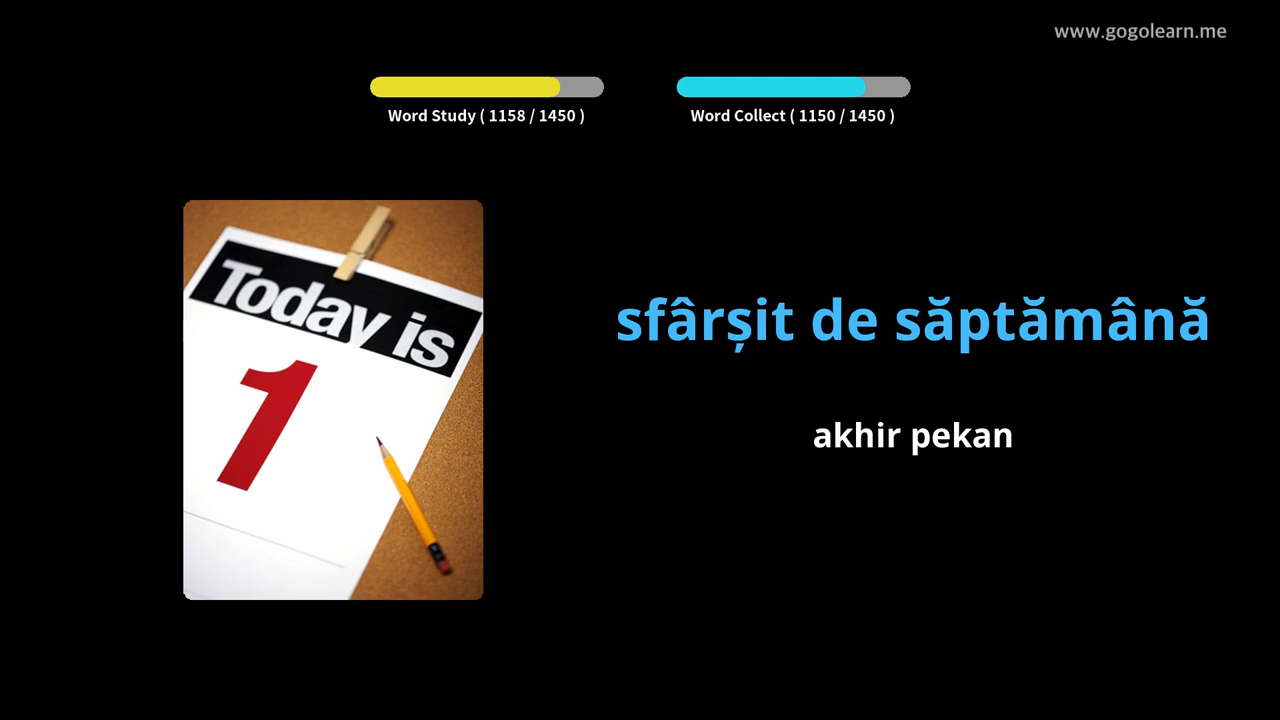 www.gogolearn.me
Word Study ( 1158 / 1450 )
Word Collect ( 1150 / 1450 )
Today is
1
sfârșit de săptămână
akhir pekan